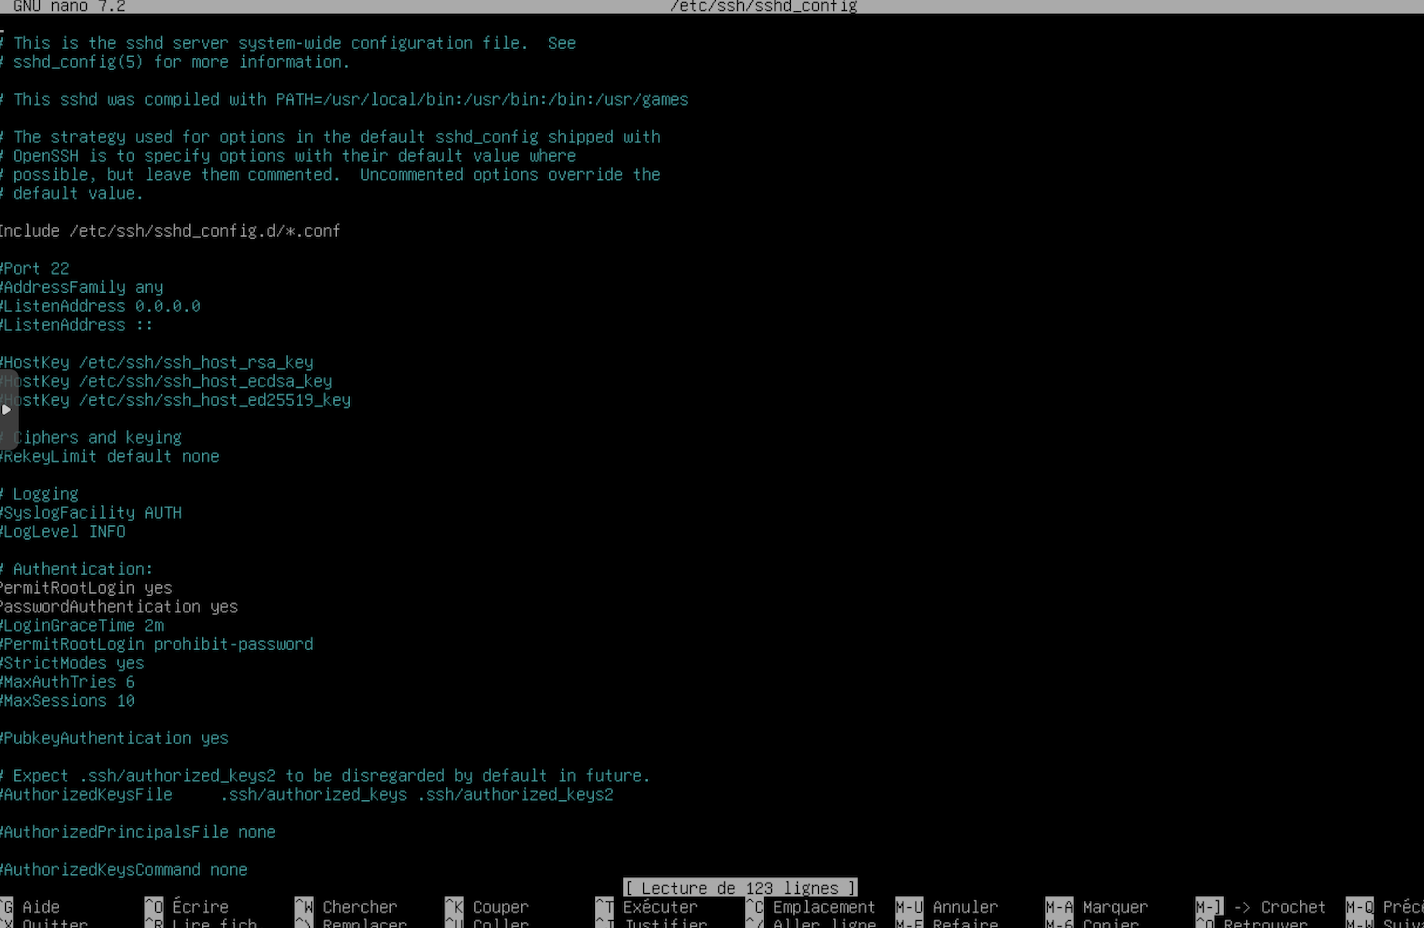 GNU nano 7.2 /etc/ssh/sshd_config
# This is the sshd server system-wide configuration file.  See
# sshd_config(5) for more information.
# This sshd was compiled with PATH=/usr/local/bin:/usr/bin:/bin:/usr/games
# The strategy used for options in the default sshd_config shipped with
# OpenSSH is to specify options with their default value where
# possible, but leave them commented.  Uncommented options override the
# default value.
Include /etc/ssh/sshd_config.d/*.conf
#Port 22
#AddressFamily any
#ListenAddress 0.0.0.0
#ListenAddress ::
#HostKey /etc/ssh/ssh_host_rsa_key
#HostKey /etc/ssh/ssh_host_ecdsa_key
#HostKey /etc/ssh/ssh_host_ed25519_key
# Ciphers and keying
#RekeyLimit default none
# Logging
#SyslogFacility AUTH
#LogLevel INFO
# Authentication:
PermitRootLogin yes
PasswordAuthentication yes
#LoginGraceTime 2m
#PermitRootLogin prohibit-password
#StrictModes yes
#MaxAuthTries 6
#MaxSessions 10
#PubkeyAuthentication yes
# Expect .ssh/authorized_keys2 to be disregarded by default in future.
#AuthorizedKeysFile     .ssh/authorized_keys .ssh/authorized_keys2
#AuthorizedPrincipalsFile none
#AuthorizedKeysCommand none
[ Lecture de 123 lignes ]
^G Aide ^O Écrire ^W Chercher ^K Couper ^T Exécuter ^C Emplacement M-U Annuler M-A Marquer M-] -> Crochet M-Q Précé
^X Quitter ^R Lire fich. ^\ Remplacer ^U Coller ^J Justifier ^/ Aller ligne M-E Refaire M-6 Copier ^Q Retrouver M-W Suiv